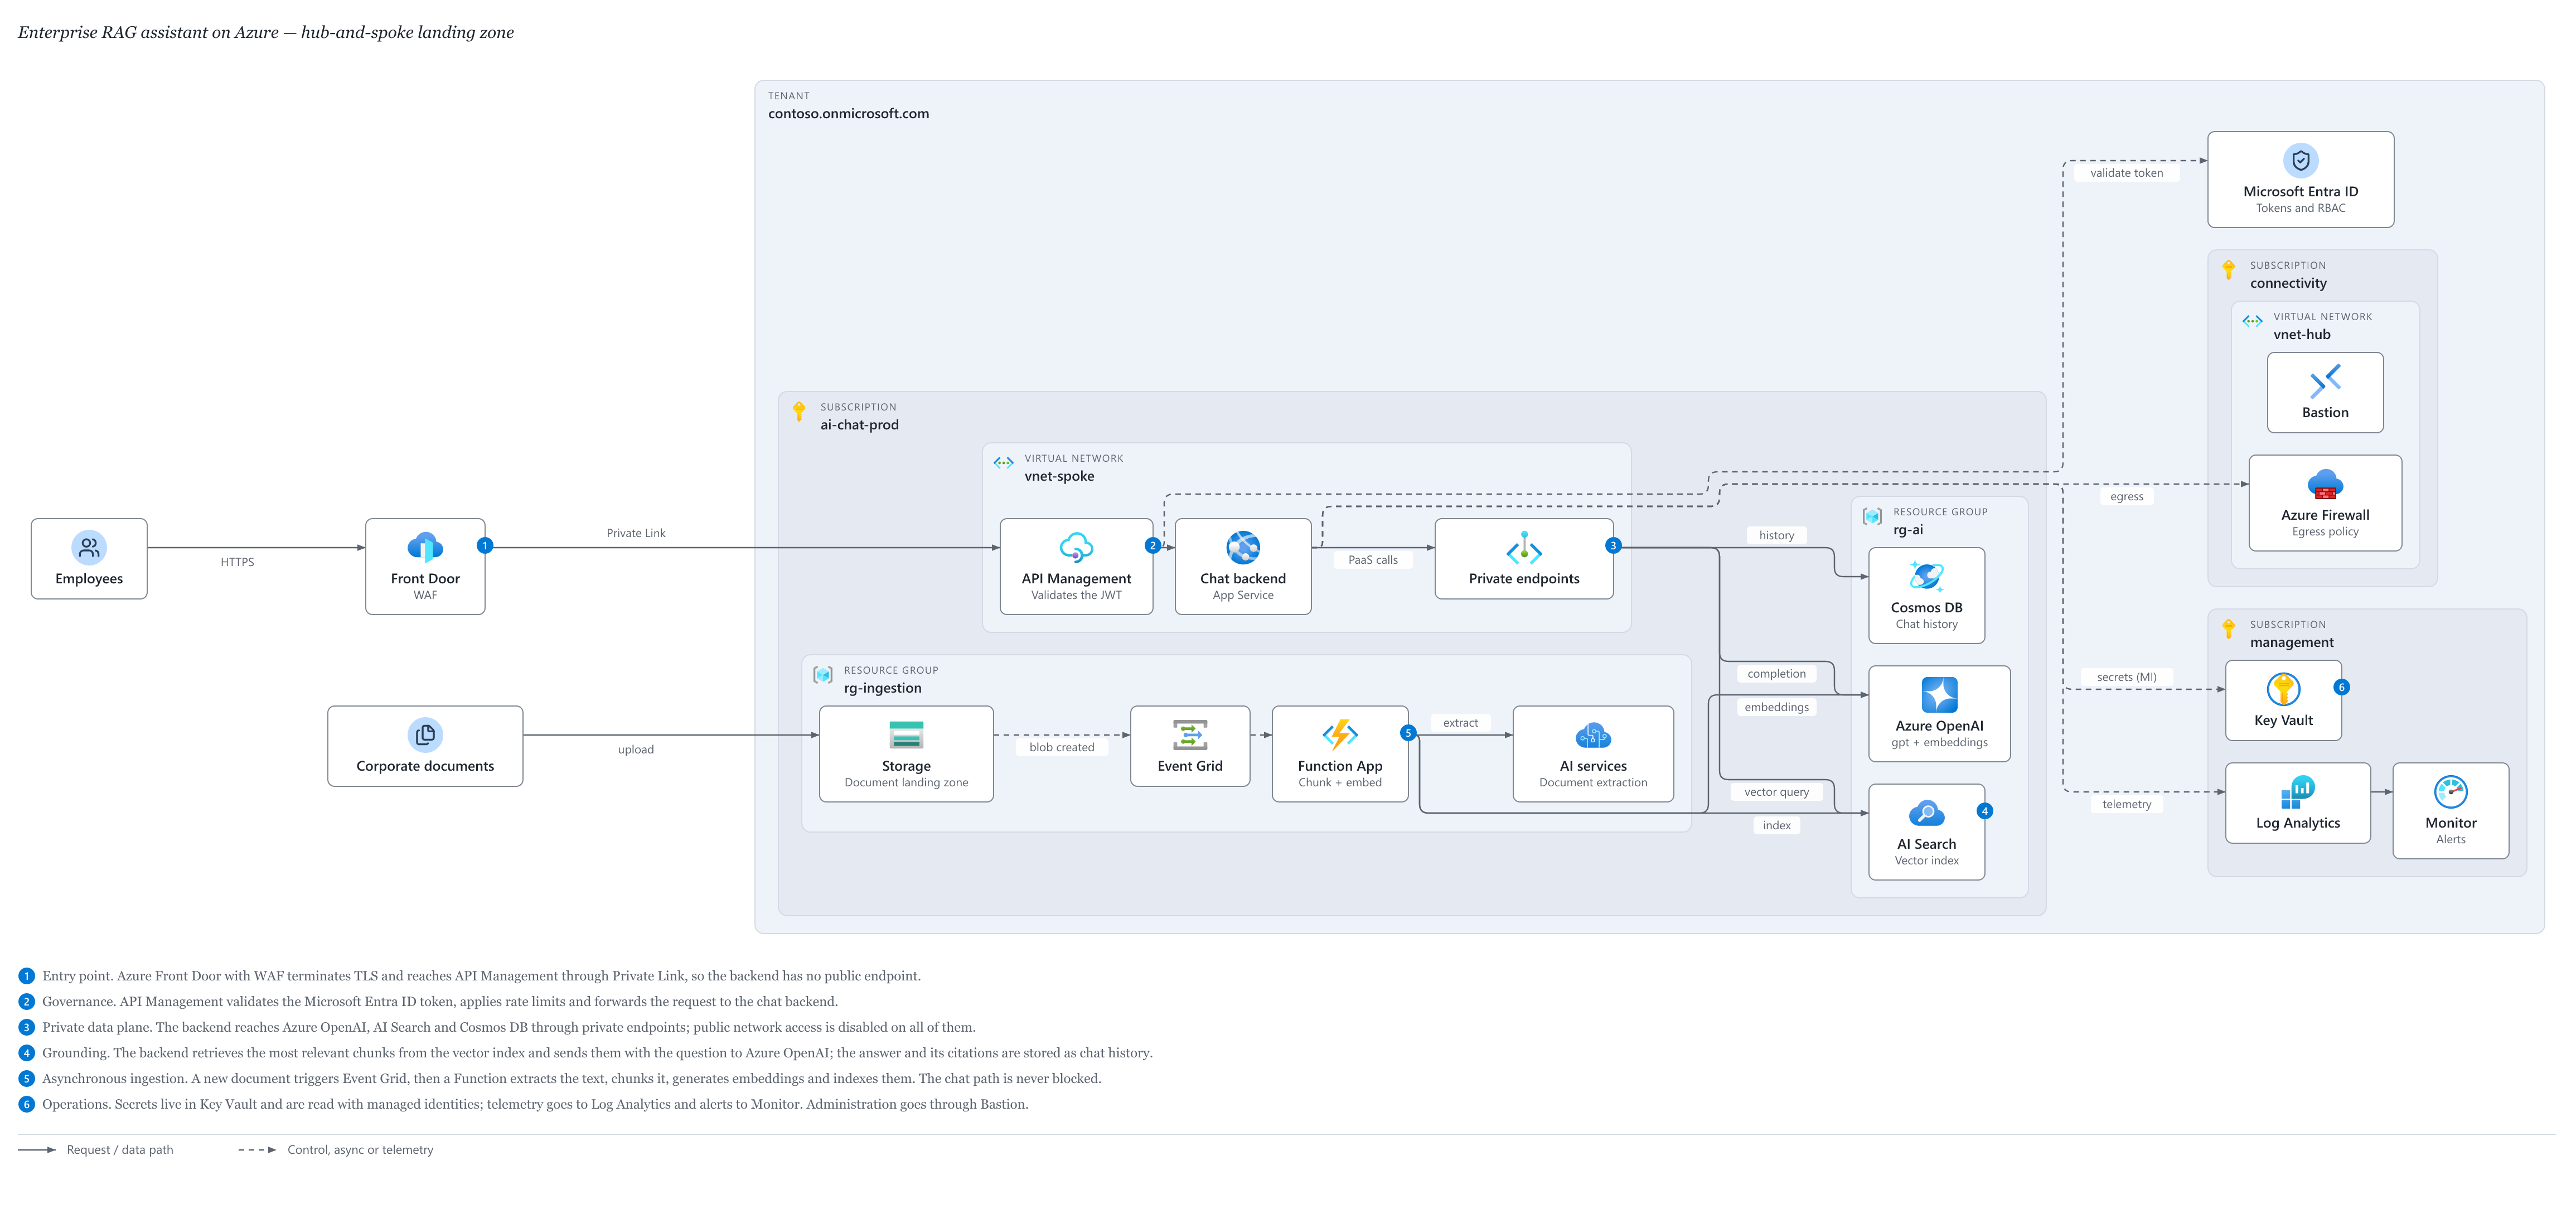 Enterprise RAG assistant on Azure — hub-and-spoke landing zone
TENANT
contoso.onmicrosoft.com
validate token
Microsoft Entra ID
Tokens and RBAC
SUBSCRIPTION
connectivity
VIRTUAL NETWORK
vnet-hub
Bastion
egress
Azure Firewall
Egress policy
SUBSCRIPTION
ai-chat-prod
VIRTUAL NETWORK
vnet-spoke
Employees
HTTPS
Front Door
WAF
1
Private Link
API Management
Validates the JWT
2
Chat backend
App Service
PaaS calls
Private endpoints
3
history
completion
embeddings
vector query
index
RESOURCE GROUP
rg-ai
Cosmos DB
Chat history
Azure OpenAI
gpt + embeddings
AI Search
Vector index
4
Corporate documents
upload
RESOURCE GROUP
rg-ingestion
Storage
Document landing zone
blob created
Event Grid
Function App
Chunk + embed
5
extract
AI services
Document extraction
SUBSCRIPTION
management
secrets (MI)
Key Vault
6
telemetry
Log Analytics
Monitor
Alerts
1 Entry point. Azure Front Door with WAF terminates TLS and reaches API Management through Private Link, so the backend has no public endpoint.
2 Governance. API Management validates the Microsoft Entra ID token, applies rate limits and forwards the request to the chat backend.
3 Private data plane. The backend reaches Azure OpenAI, AI Search and Cosmos DB through private endpoints; public network access is disabled on all of them.
4 Grounding. The backend retrieves the most relevant chunks from the vector index and sends them with the question to Azure OpenAI; the answer and its citations are stored as chat history.
5 Asynchronous ingestion. A new document triggers Event Grid, then a Function extracts the text, chunks it, generates embeddings and indexes them. The chat path is never blocked.
6 Operations. Secrets live in Key Vault and are read with managed identities; telemetry goes to Log Analytics and alerts to Monitor. Administration goes through Bastion.
Request / data path
Control, async or telemetry